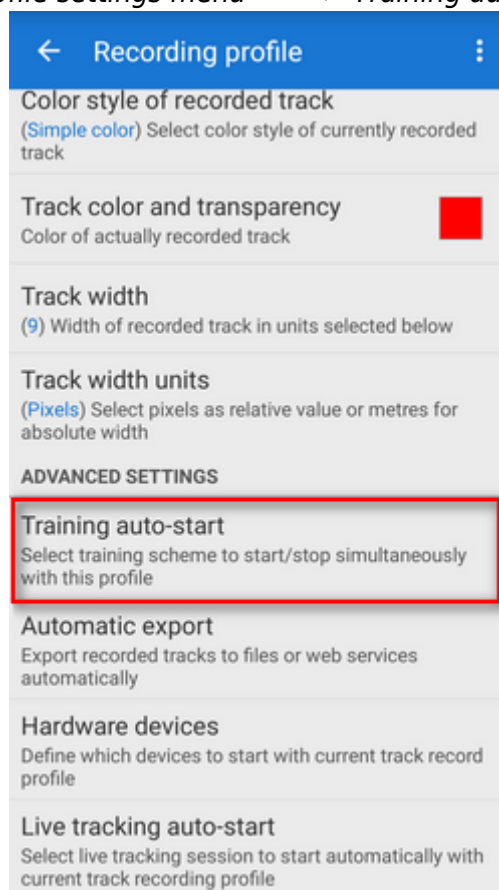 file settings menu Training au
← Recording profile
Color style of recorded track
(Simple color) Select color style of currently recorded
track
Track color and transparency
Color of actually recorded track
Track width
(9) Width of recorded track in units selected below
Track width units
(Pixels) Select pixels as relative value or metres for
absolute width
ADVANCED SETTINGS
Training auto-start
Select training scheme to start/stop simultaneously
with this profile
Automatic export
Export recorded tracks to files or web services
automatically
Hardware devices
Define which devices to start with current track record
profile
Live tracking auto-start
Select live tracking session to start automatically with
current track recording profile